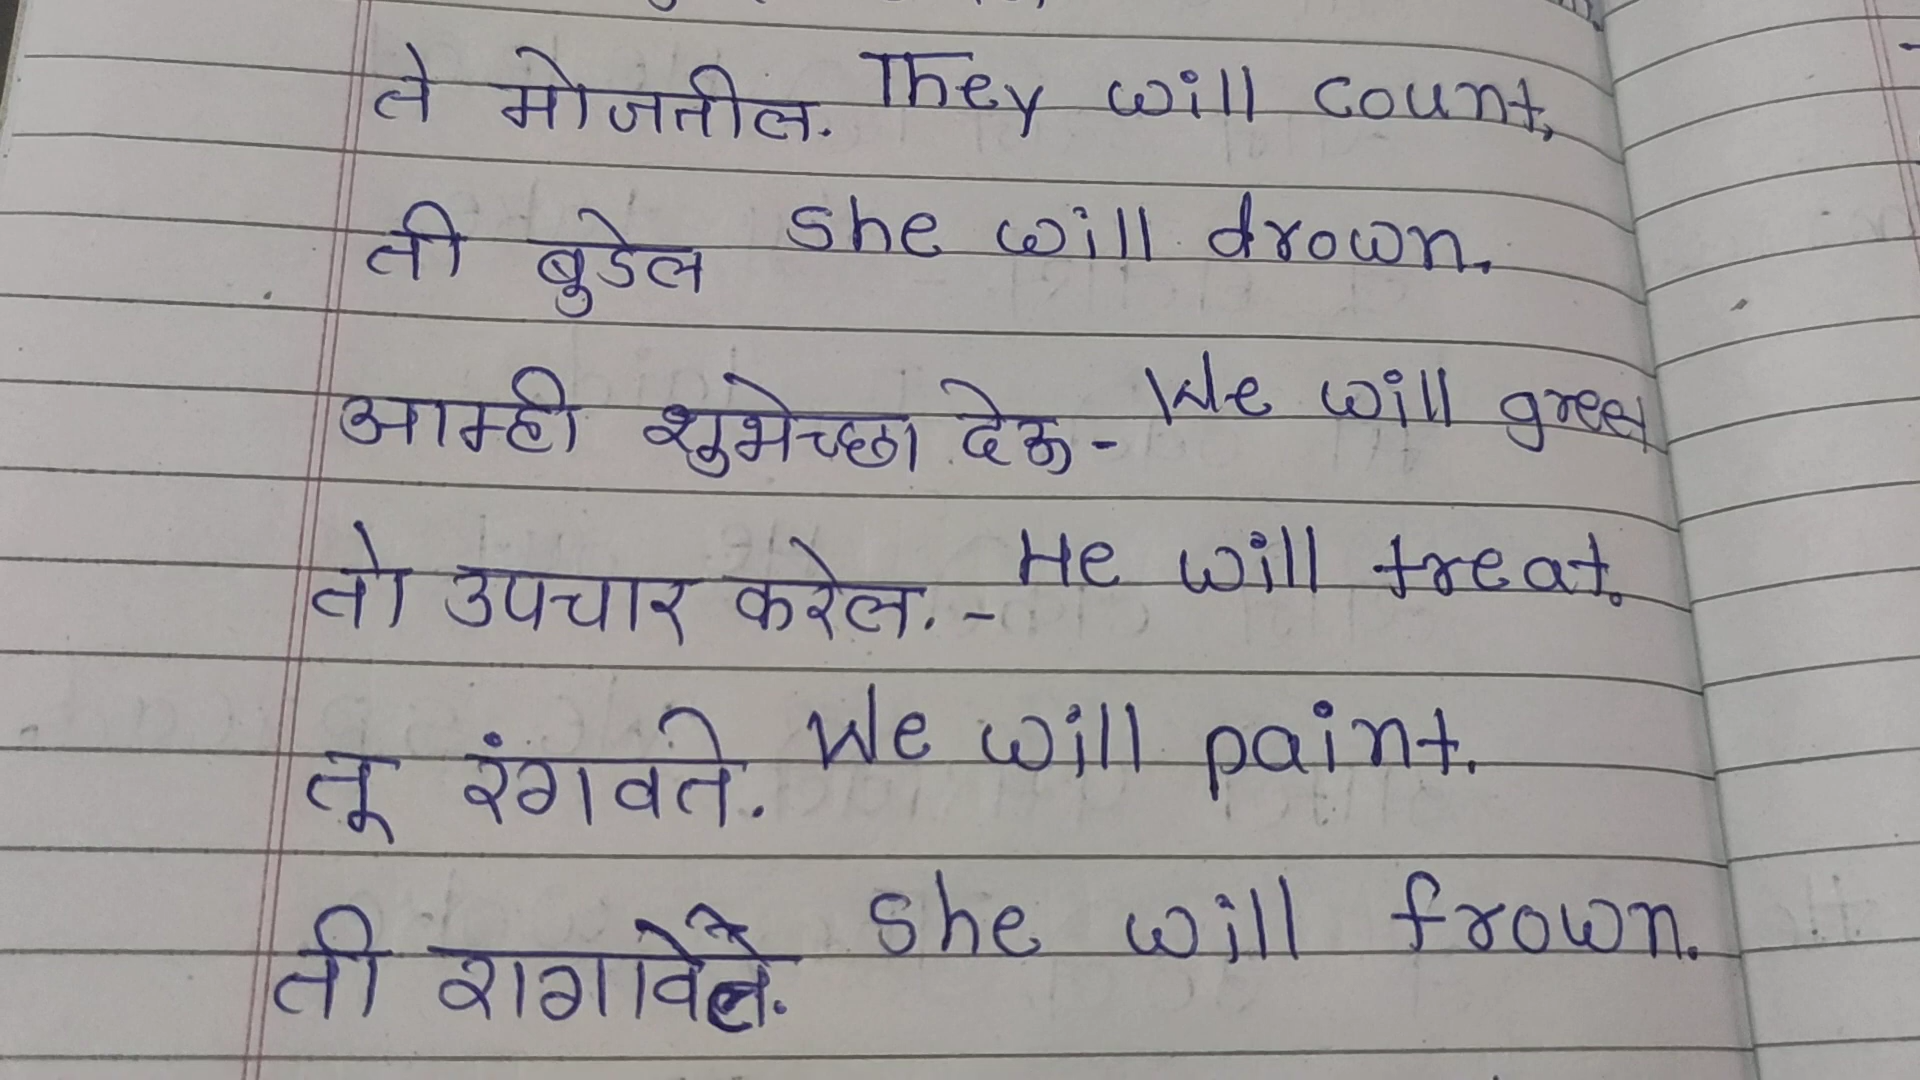 ते मोजतील. They will count,
ती बुडेल she will drown.
आम्ही शुभेच्छा देऊ - We will greet
तो उपचार करेल. - He will treat.
तू रंगवते. We will paint.
ती रागावेल. she will frown.